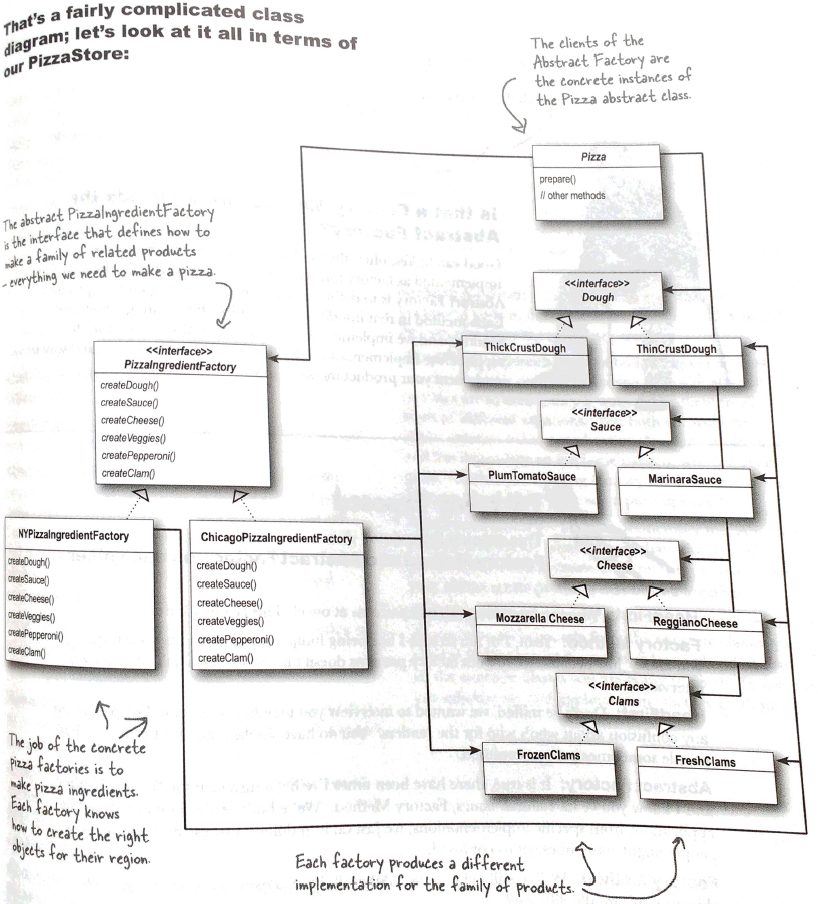 That's a fairly complicated class
diagram; let's look at it all in terms of
our PizzaStore:
The clients of the
Abstract Factory are
the concrete instances of
the Pizza abstract class.
Pizza
prepare()
// other methods
The abstract PizzaIngredientFactory
is the interface that defines how to
make a family of related products
- everything we need to make a pizza.
<<interface>>
Dough
ThickCrustDough
ThinCrustDough
<<interface>>
PizzaIngredientFactory
createDough()
createSauce()
createCheese()
createVeggies()
createPepperoni()
createClam()
<<interface>>
Sauce
PlumTomatoSauce
MarinaraSauce
NYPizzaIngredientFactory
createDough()
createSauce()
createCheese()
createVeggies()
createPepperoni()
createClam()
ChicagoPizzaIngredientFactory
createDough()
createSauce()
createCheese()
createVeggies()
createPepperoni()
createClam()
<<interface>>
Cheese
Mozzarella Cheese
ReggianoCheese
<<interface>>
Clams
FrozenClams
FreshClams
The job of the concrete
pizza factories is to
make pizza ingredients.
Each factory knows
how to create the right
objects for their region.
Each factory produces a different
implementation for the family of products.